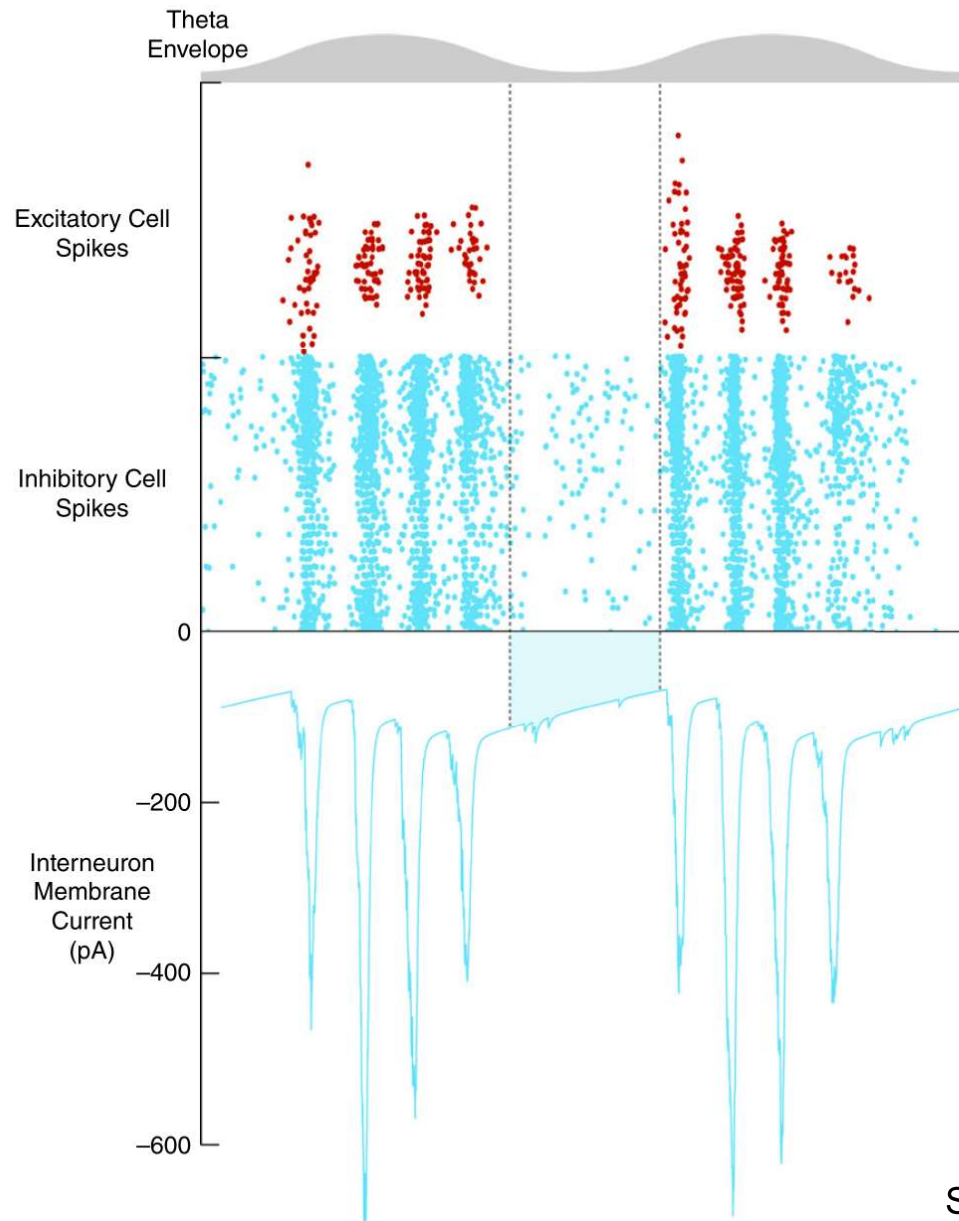 Theta
Envelope
Excitatory Cell
Spikes
Inhibitory Cell
Spikes
0
–200
Interneuron
Membrane
Current
(pA)
–400
–600
S